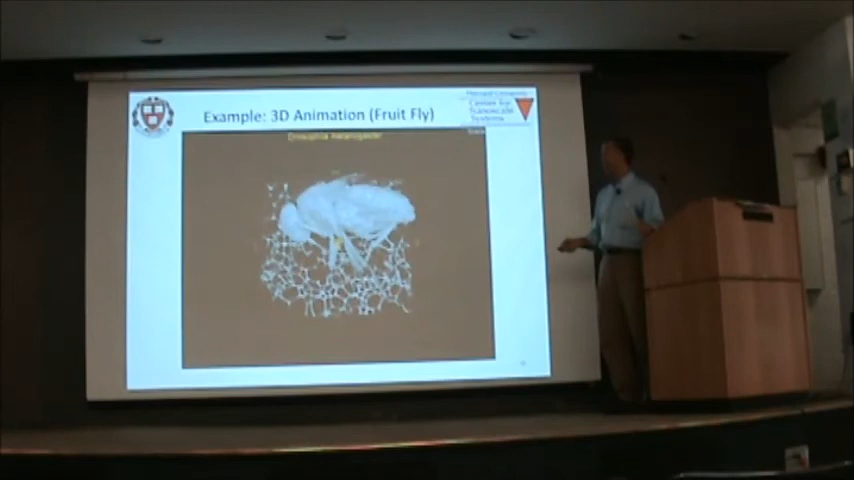 Example: 3D Animation (Fruit Fly)
Harvard University
Center for
Nanoscale
Systems
Drosophila melanogaster